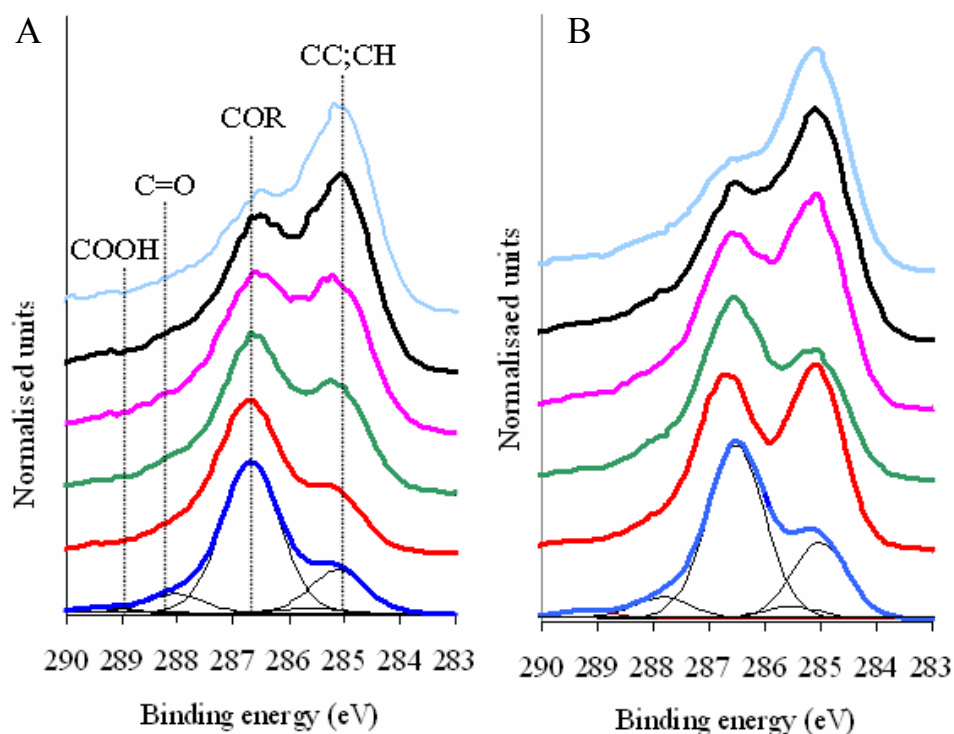 A
B
CC;CH
COR
C=O
COOH
Normalised units
Normalisaed units
290 289 288 287 286 285 284 283
290 289 288 287 286 285 284 283
Binding energy (eV)
Binding energy (eV)